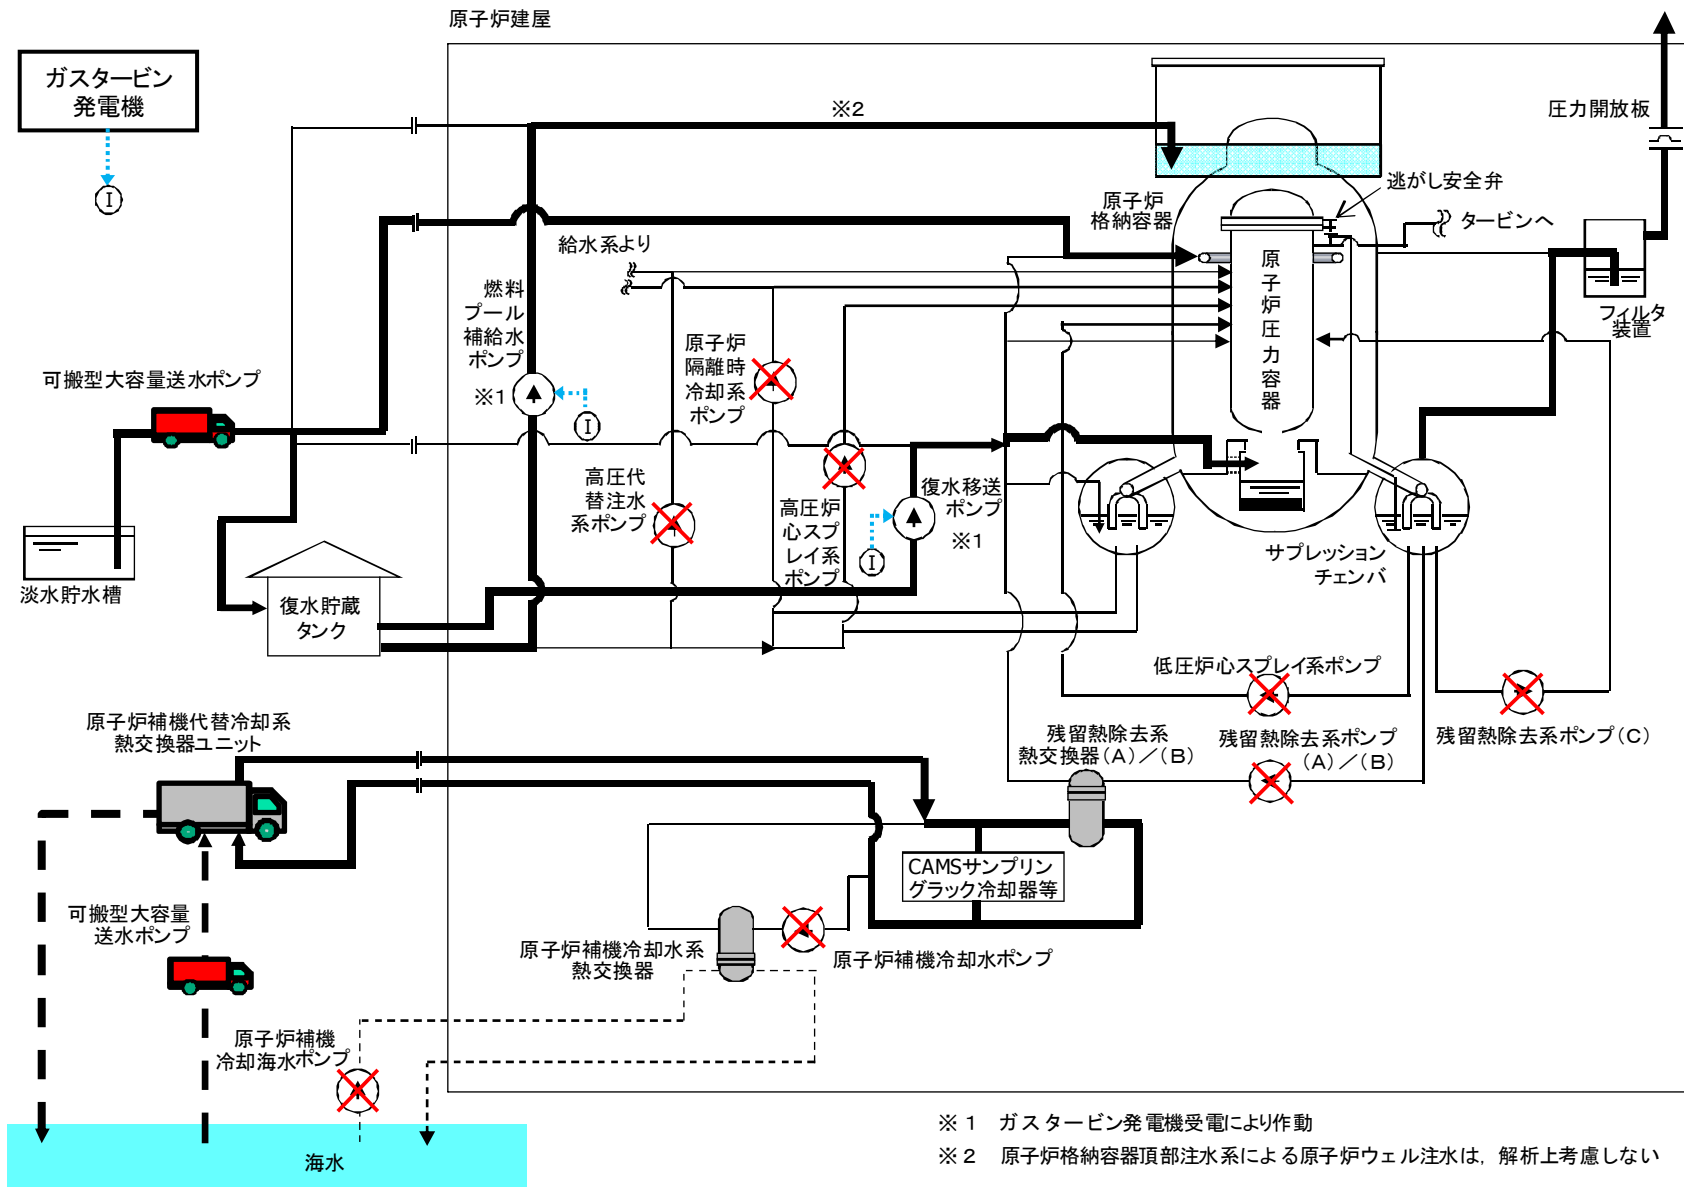 原子炉建屋
ガスタービン
発電機
I
※2
圧力開放板
逃がし安全弁
原子炉
格納容器
タービンへ
給水系より
原子炉圧力容器
燃料
プール
補給水
ポンプ
※1
I
原子炉
隔離時
冷却系
ポンプ
フィルタ
装置
可搬型大容量送水ポンプ
高圧代
替注水
系ポンプ
高圧炉
心スプ
レイ系
ポンプ
復水移送
ポンプ
※1
I
サプレッション
チェンバ
淡水貯水槽
復水貯蔵
タンク
低圧炉心スプレイ系ポンプ
原子炉補機代替冷却系
熱交換器ユニット
残留熱除去系
熱交換器(A)/(B)
残留熱除去系ポンプ
(A)/(B)
残留熱除去系ポンプ(C)
CAMSサンプリン
グラック冷却器等
可搬型大容量
送水ポンプ
原子炉補機冷却水系
熱交換器
原子炉補機冷却水ポンプ
原子炉補機
冷却海水ポンプ
海水
※1 ガスタービン発電機受電により作動
※2 原子炉格納容器頂部注水系による原子炉ウェル注水は，解析上考慮しない